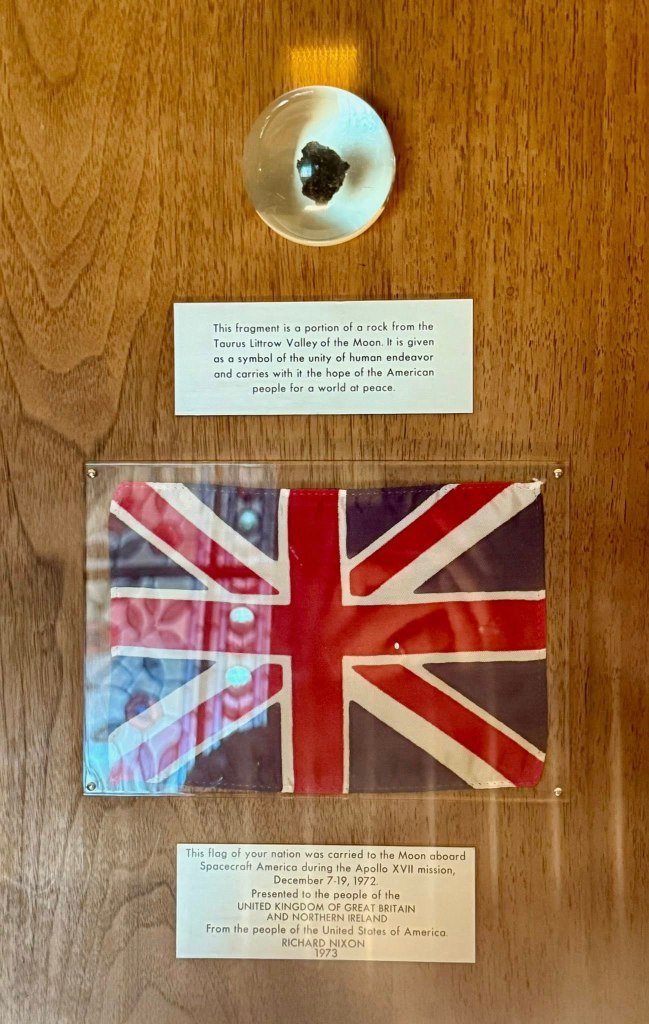 This fragment is a portion of a rock from the
Taurus Littrow Valley of the Moon. It is given
as a symbol of the unity of human endeavor
and carries with it the hope of the American
people for a world at peace.
This flag of your nation was carried to the Moon aboard
Spacecraft America during the Apollo XVII mission,
December 7-19, 1972.
Presented to the people of the
UNITED KINGDOM OF GREAT BRITAIN
AND NORTHERN IRELAND
From the people of the United States of America
RICHARD NIXON
1973